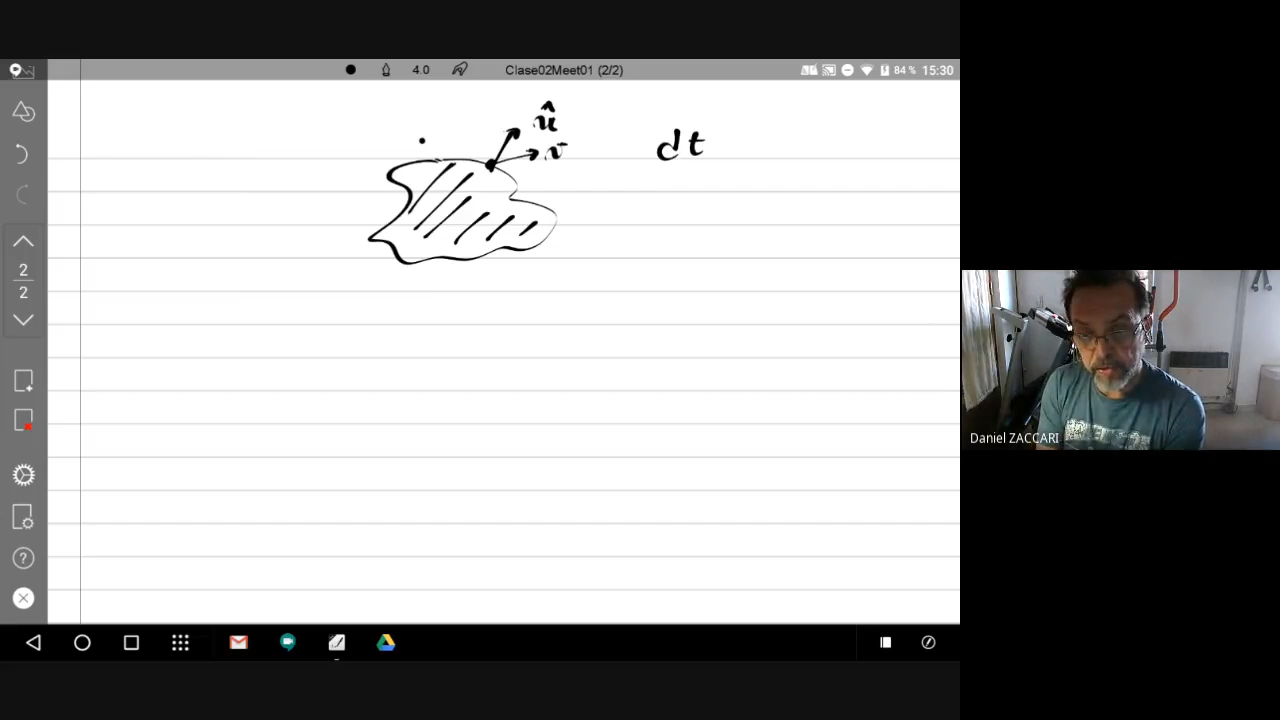 4.0 Clase02Meet01 (2/2) 84 % 15:30
û
v dt
2
2
Daniel ZACCARI